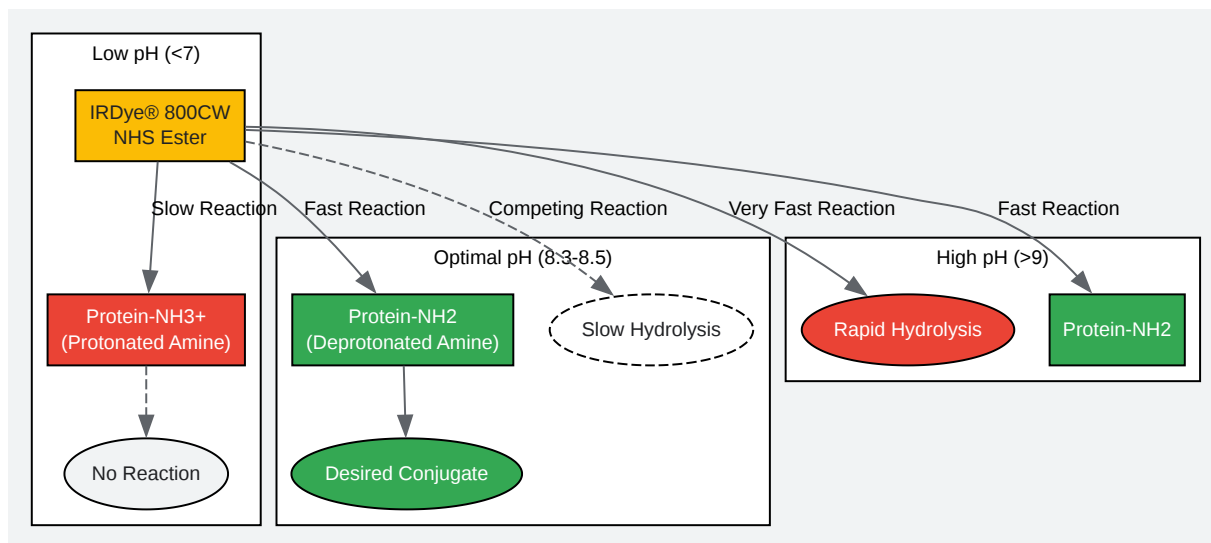 Low pH (<7)
IRDye® 800CW
NHS Ester
Slow Reaction
Fast Reaction
Competing Reaction
Very Fast Reaction
Fast Reaction
Optimal pH (8.3-8.5)
High pH (>9)
Protein-NH3+
(Protonated Amine)
Protein-NH2
(Deprotonated Amine)
Slow Hydrolysis
Rapid Hydrolysis
Protein-NH2
No Reaction
Desired Conjugate